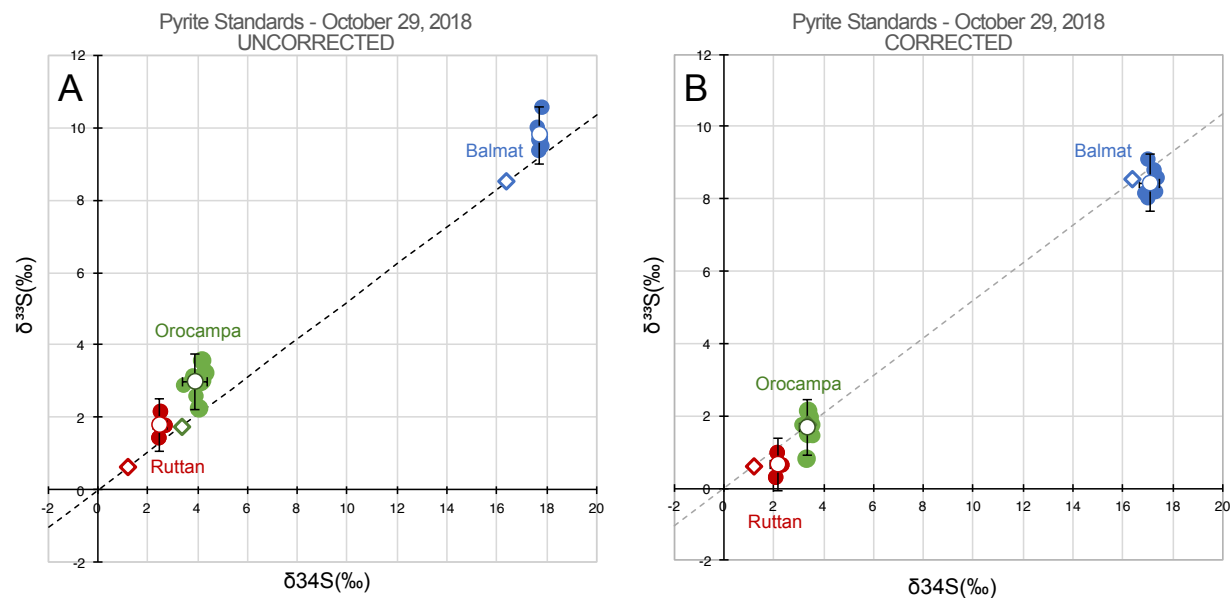 Pyrite Standards - October 29, 2018
UNCORRECTED
A
12
10
8
6
4
2
0
-2
-2
0
2
4
6
8
10
12
14
16
18
20
Balmat
Orocampa
Ruttan
δ³³S(‰)
δ34S(‰)
Pyrite Standards - October 29, 2018
CORRECTED
B
12
10
8
6
4
2
0
-2
-2
0
2
4
6
8
10
12
14
16
18
20
Balmat
Orocampa
Ruttan
δ³³S(‰)
δ34S(‰)